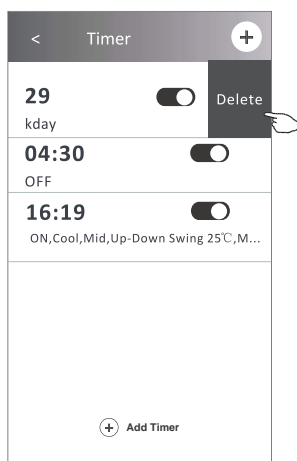 < Timer +
29 Delete
kday
04:30
OFF
16:19
ON,Cool,Mid,Up-Down Swing 25℃,M...
+ Add Timer